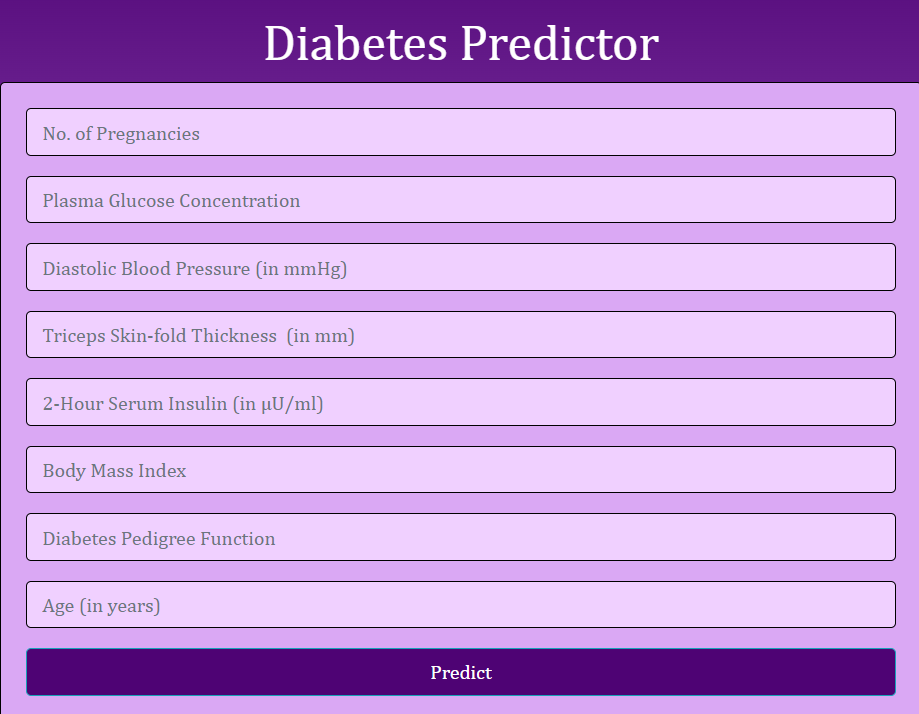 Diabetes Predictor
No. of Pregnancies
Plasma Glucose Concentration
Diastolic Blood Pressure (in mmHg)
Triceps Skin-fold Thickness  (in mm)
2-Hour Serum Insulin (in µU/ml)
Body Mass Index
Diabetes Pedigree Function
Age (in years)
Predict